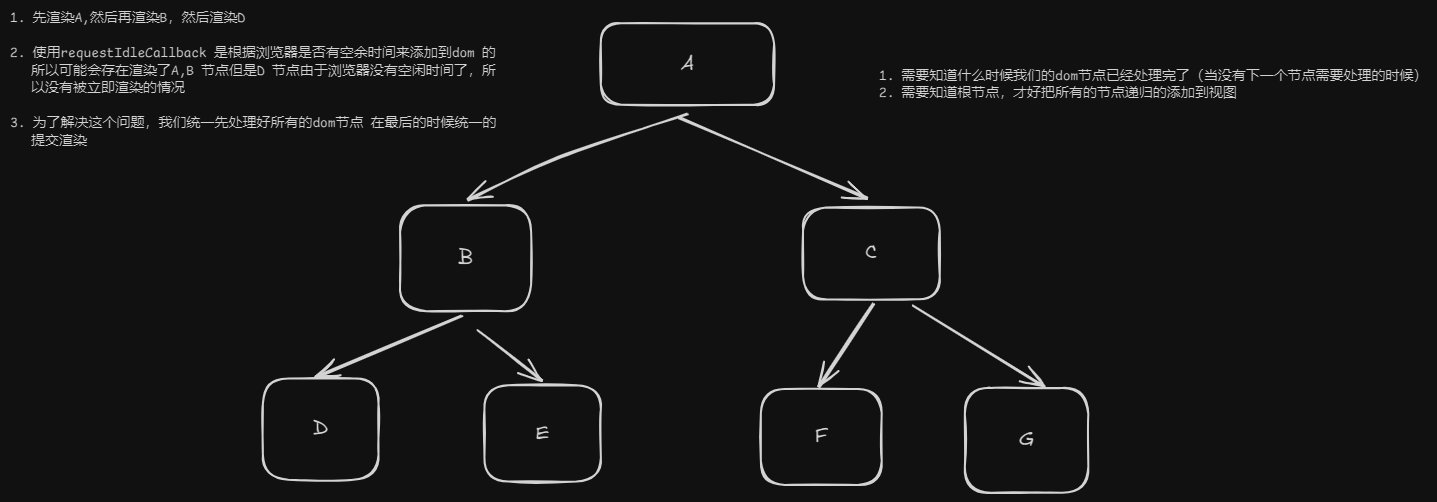 1. 先渲染A,然后再渲染B, 然后渲染D
2. 使用requestIdleCallback 是根据浏览器是否有空余时间来添加到dom 的
所以可能会存在渲染了A,B 节点但是D 节点由于浏览器没有空闲时间了，所
以没有被立即渲染的情况
3. 为了解决这个问题，我们统一先处理好所有的dom节点 在最后的时候统一的
提交渲染
1. 需要知道什么时候我们的dom节点已经处理完了（当没有下一个节点需要处理的时候）
2. 需要知道根节点，才好把所有的节点递归的添加到视图
A
B
C
D
E
F
G